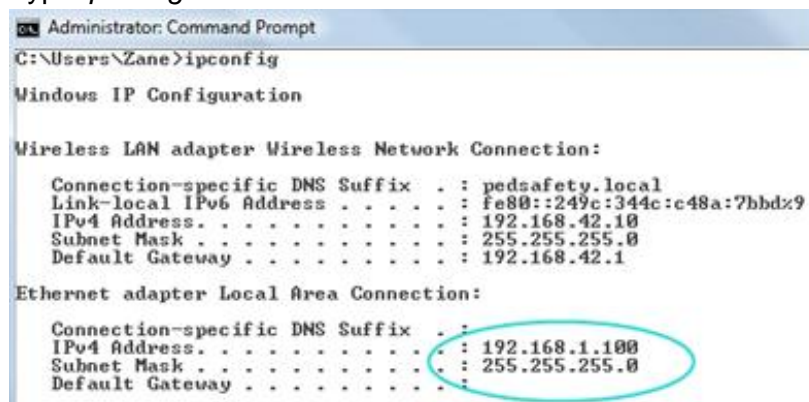 Administrator: Command Prompt
C:\Users\Zane>ipconfig
Windows IP Configuration
Wireless LAN adapter Wireless Network Connection:
Connection-specific DNS Suffix . : pedsafety.local
Link-local IPv6 Address . . . . . : fe80::249c:344c:c48a:7bbd%9
IPv4 Address. . . . . . . . . . . : 192.168.42.10
Subnet Mask . . . . . . . . . . . : 255.255.255.0
Default Gateway . . . . . . . . . : 192.168.42.1
Ethernet adapter Local Area Connection:
Connection-specific DNS Suffix . :
IPv4 Address. . . . . . . . . . . : 192.168.1.100
Subnet Mask . . . . . . . . . . . : 255.255.255.0
Default Gateway . . . . . . . . . :